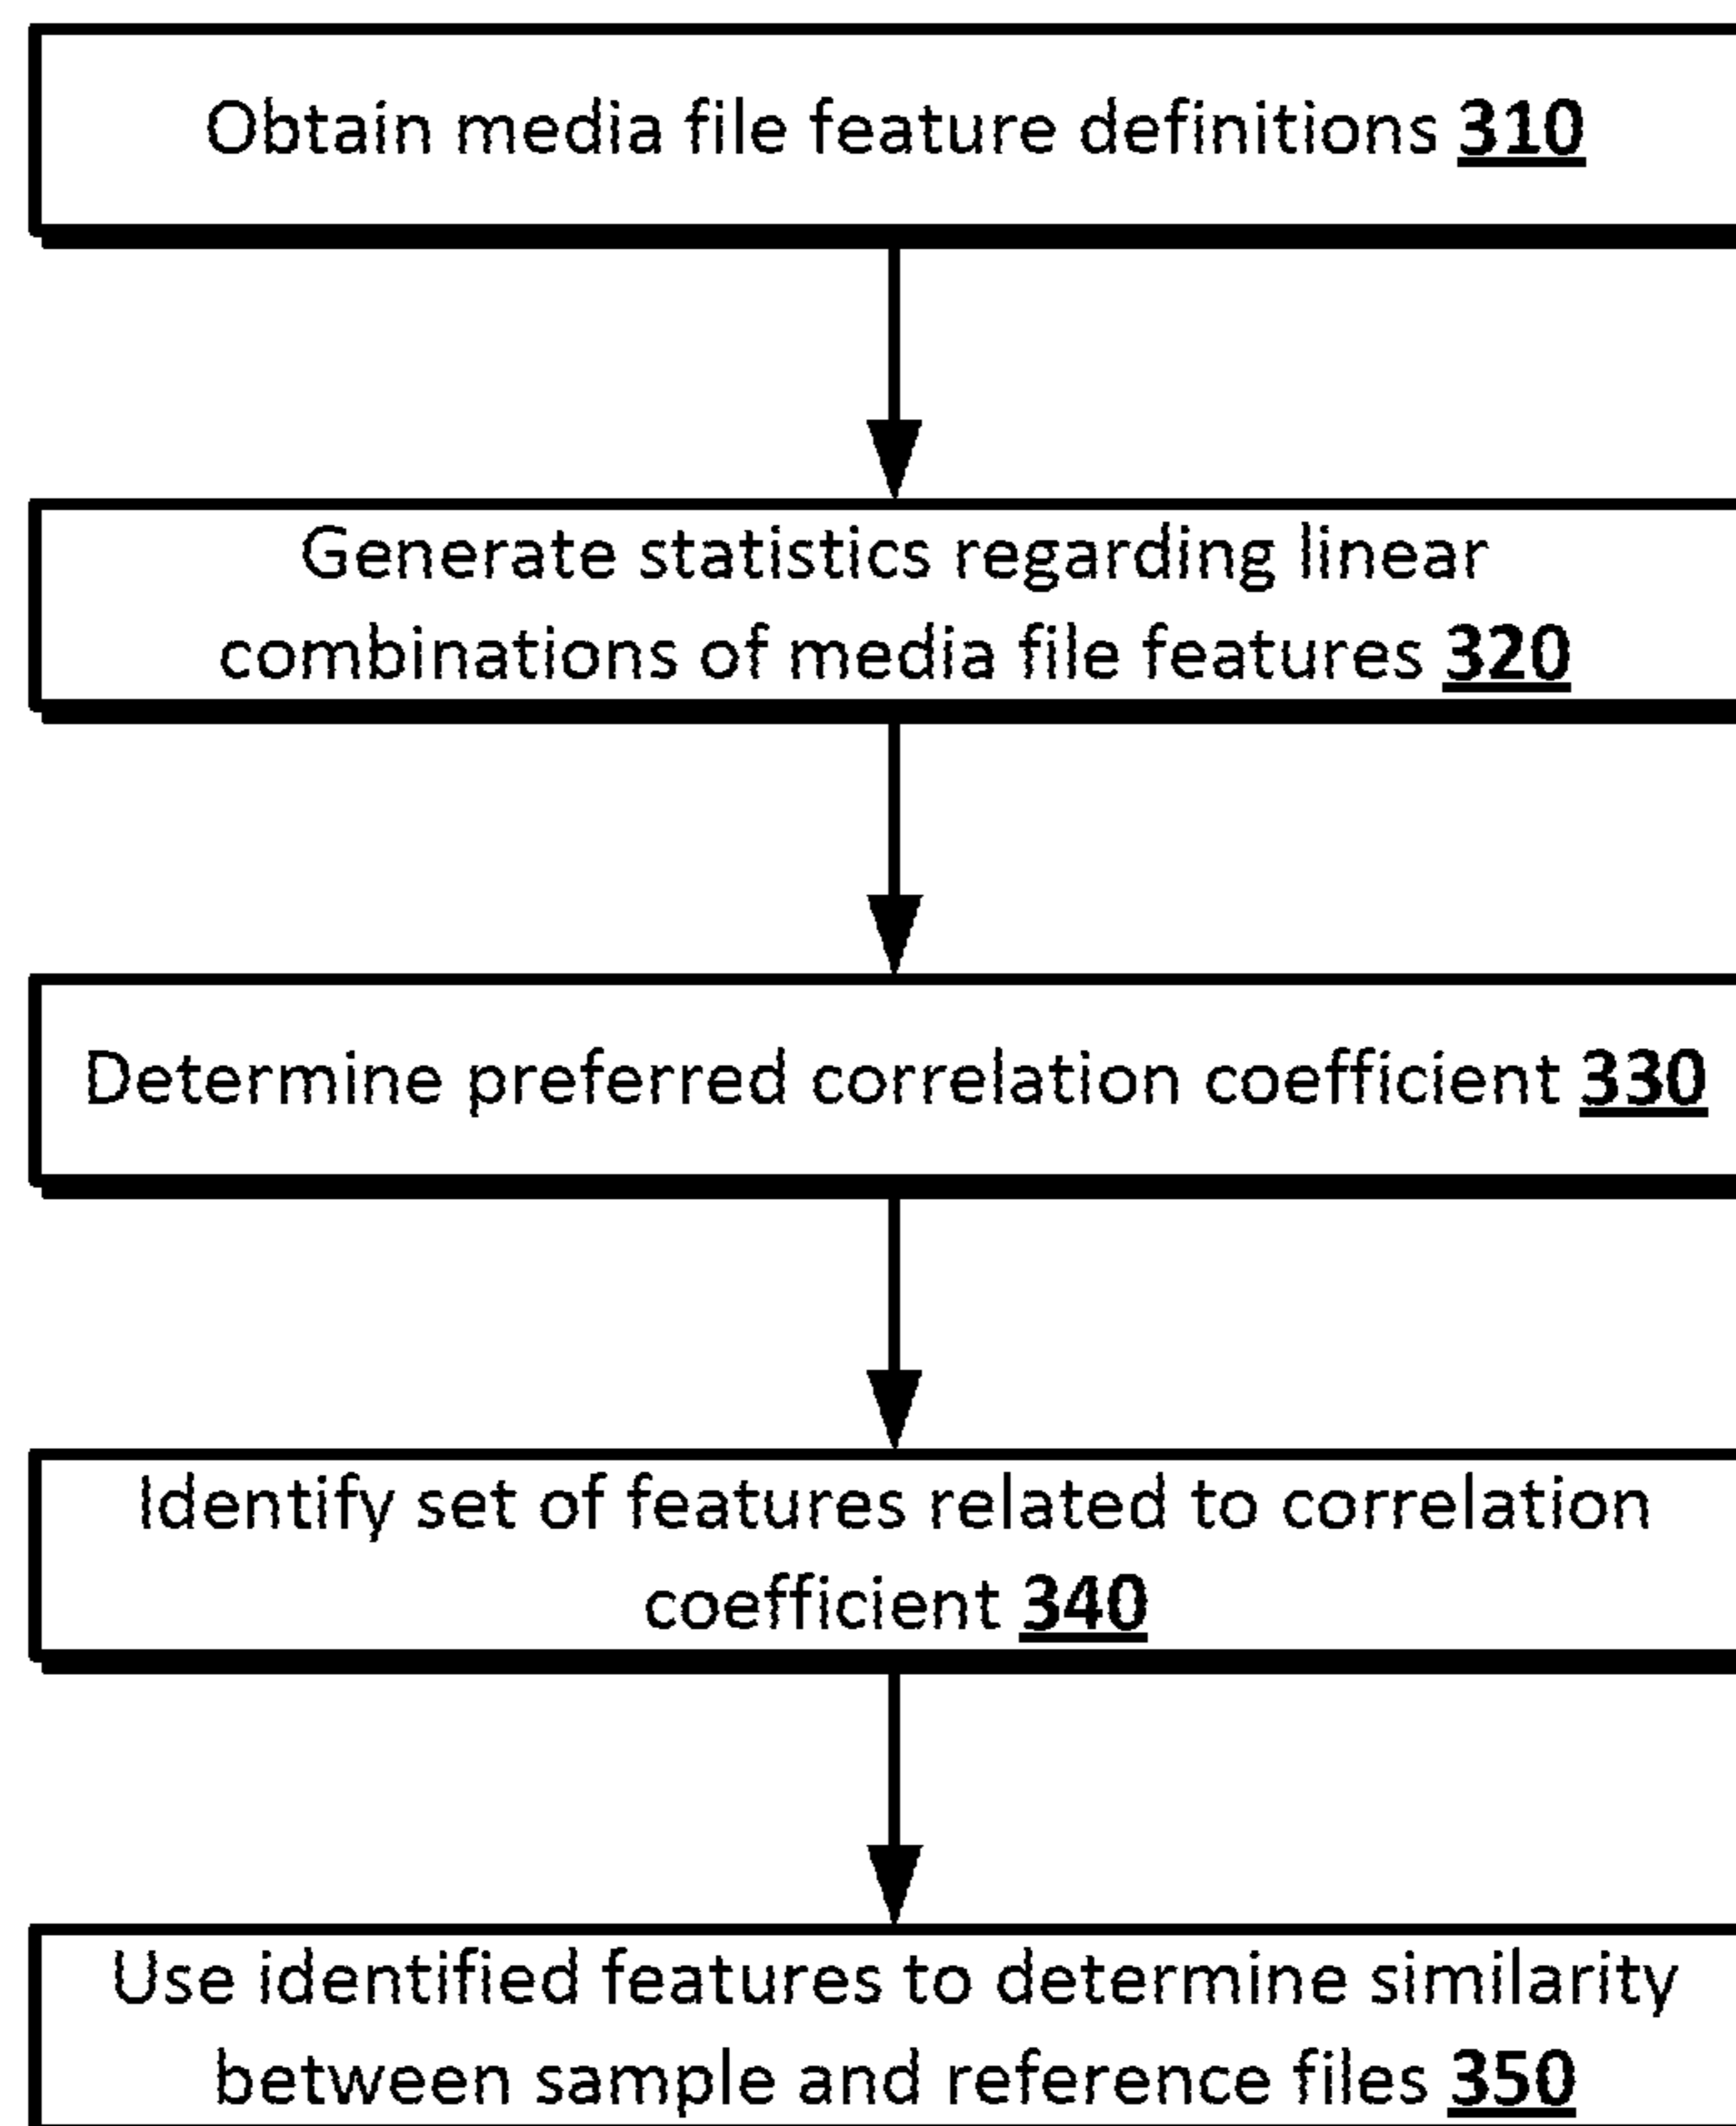 Obtain media file feature definitions 310
Generate statistics regarding linear
combinations of media file features 320
Determine preferred correlation coefficient 330
Identify set of features related to correlation
coefficient 340
Use identified features to determine similarity
between sample and reference files 350